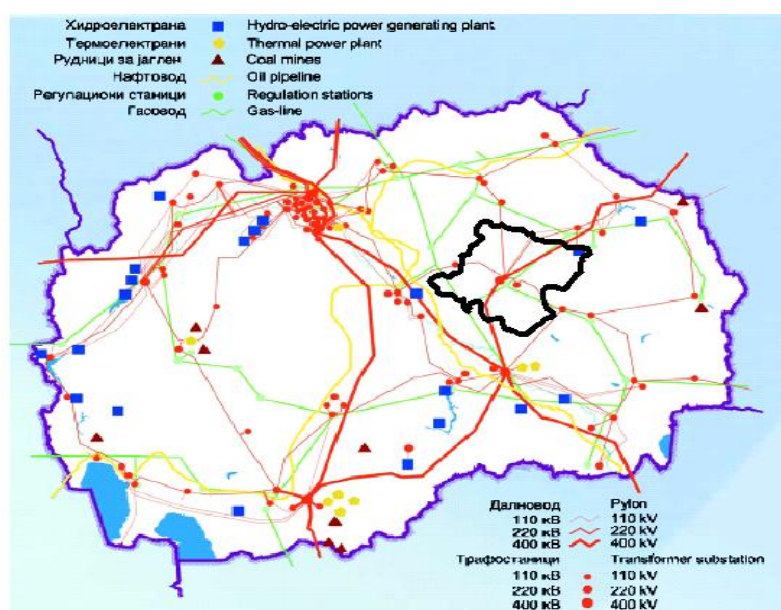 Хидроелектрана Hydro-electric power generating plant
Термоелектрани Thermal power plant
Рудници за јаглен Coal mines
Нафтовод Oil pipeline
Регулациони станици Regulation stations
Гасовод Gas-line
Далновод Pylon
110 кВ 110 kV
220 кВ 220 kV
400 кВ 400 kV
Трафостаници Transformer substation
110 кВ 110 kV
220 кВ 220 kV
400 кВ 400 kV